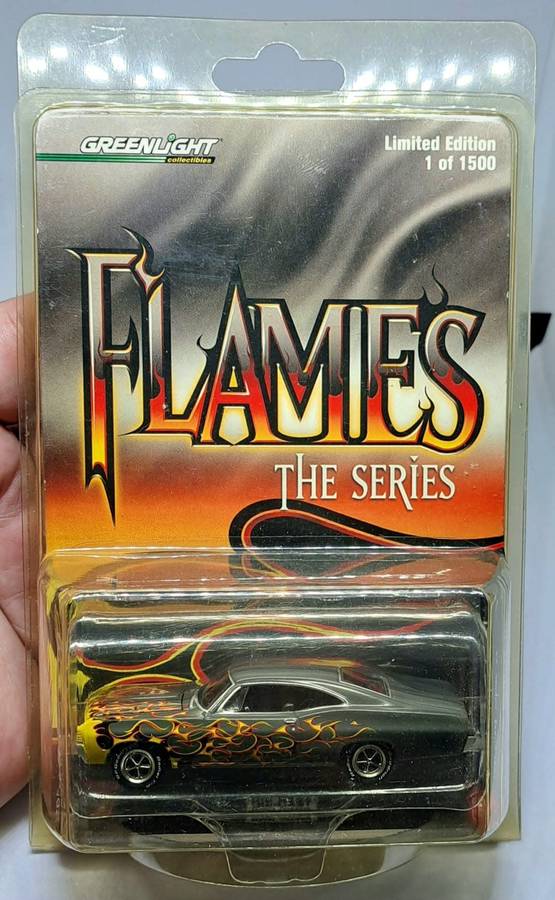 GREENLIGHT
collectibles
Limited Edition
1 of 1500
FLAMES
THE SERIES